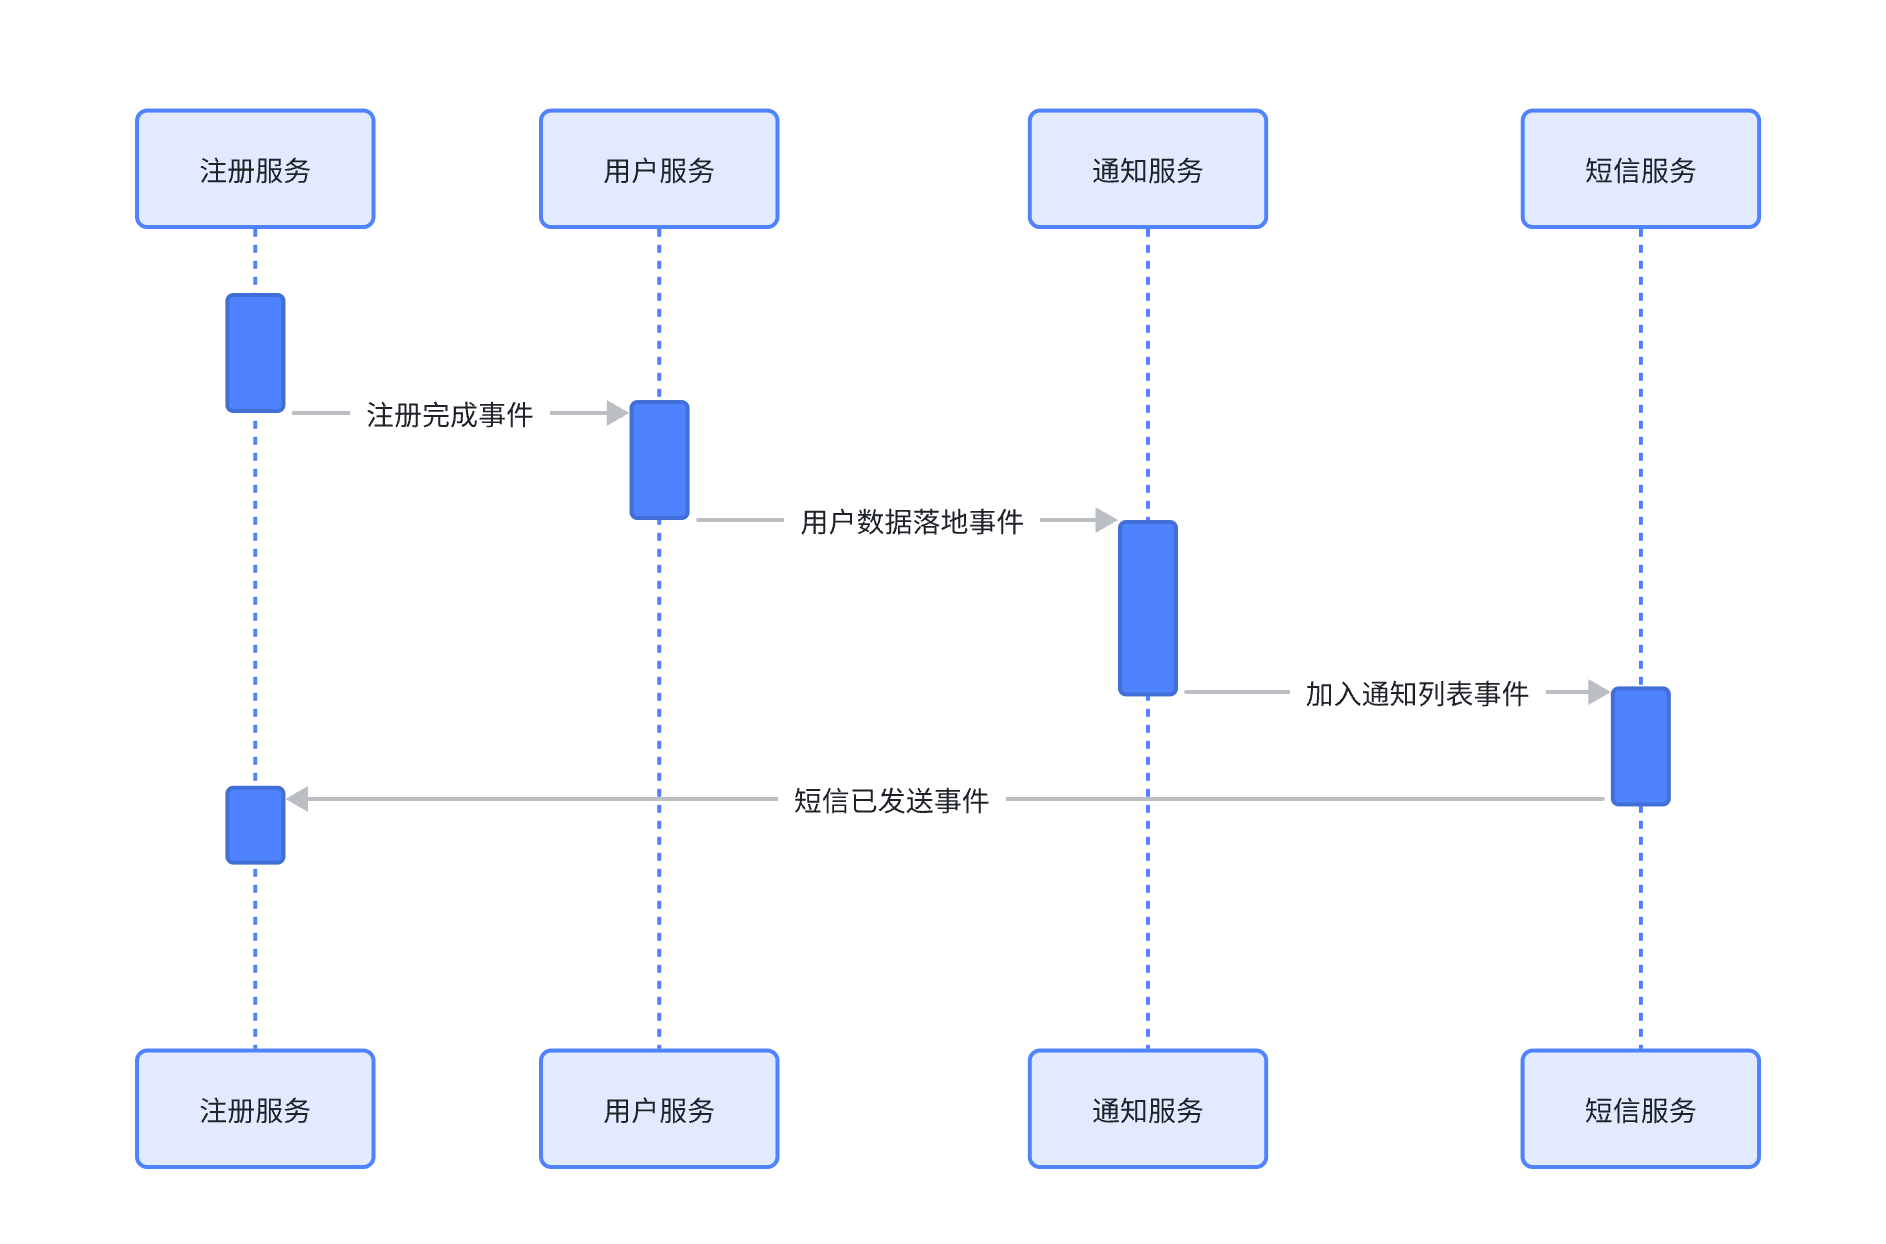 注册服务
用户服务
通知服务
短信服务
注册完成事件
用户数据落地事件
加入通知列表事件
短信已发送事件
注册服务
用户服务
通知服务
短信服务